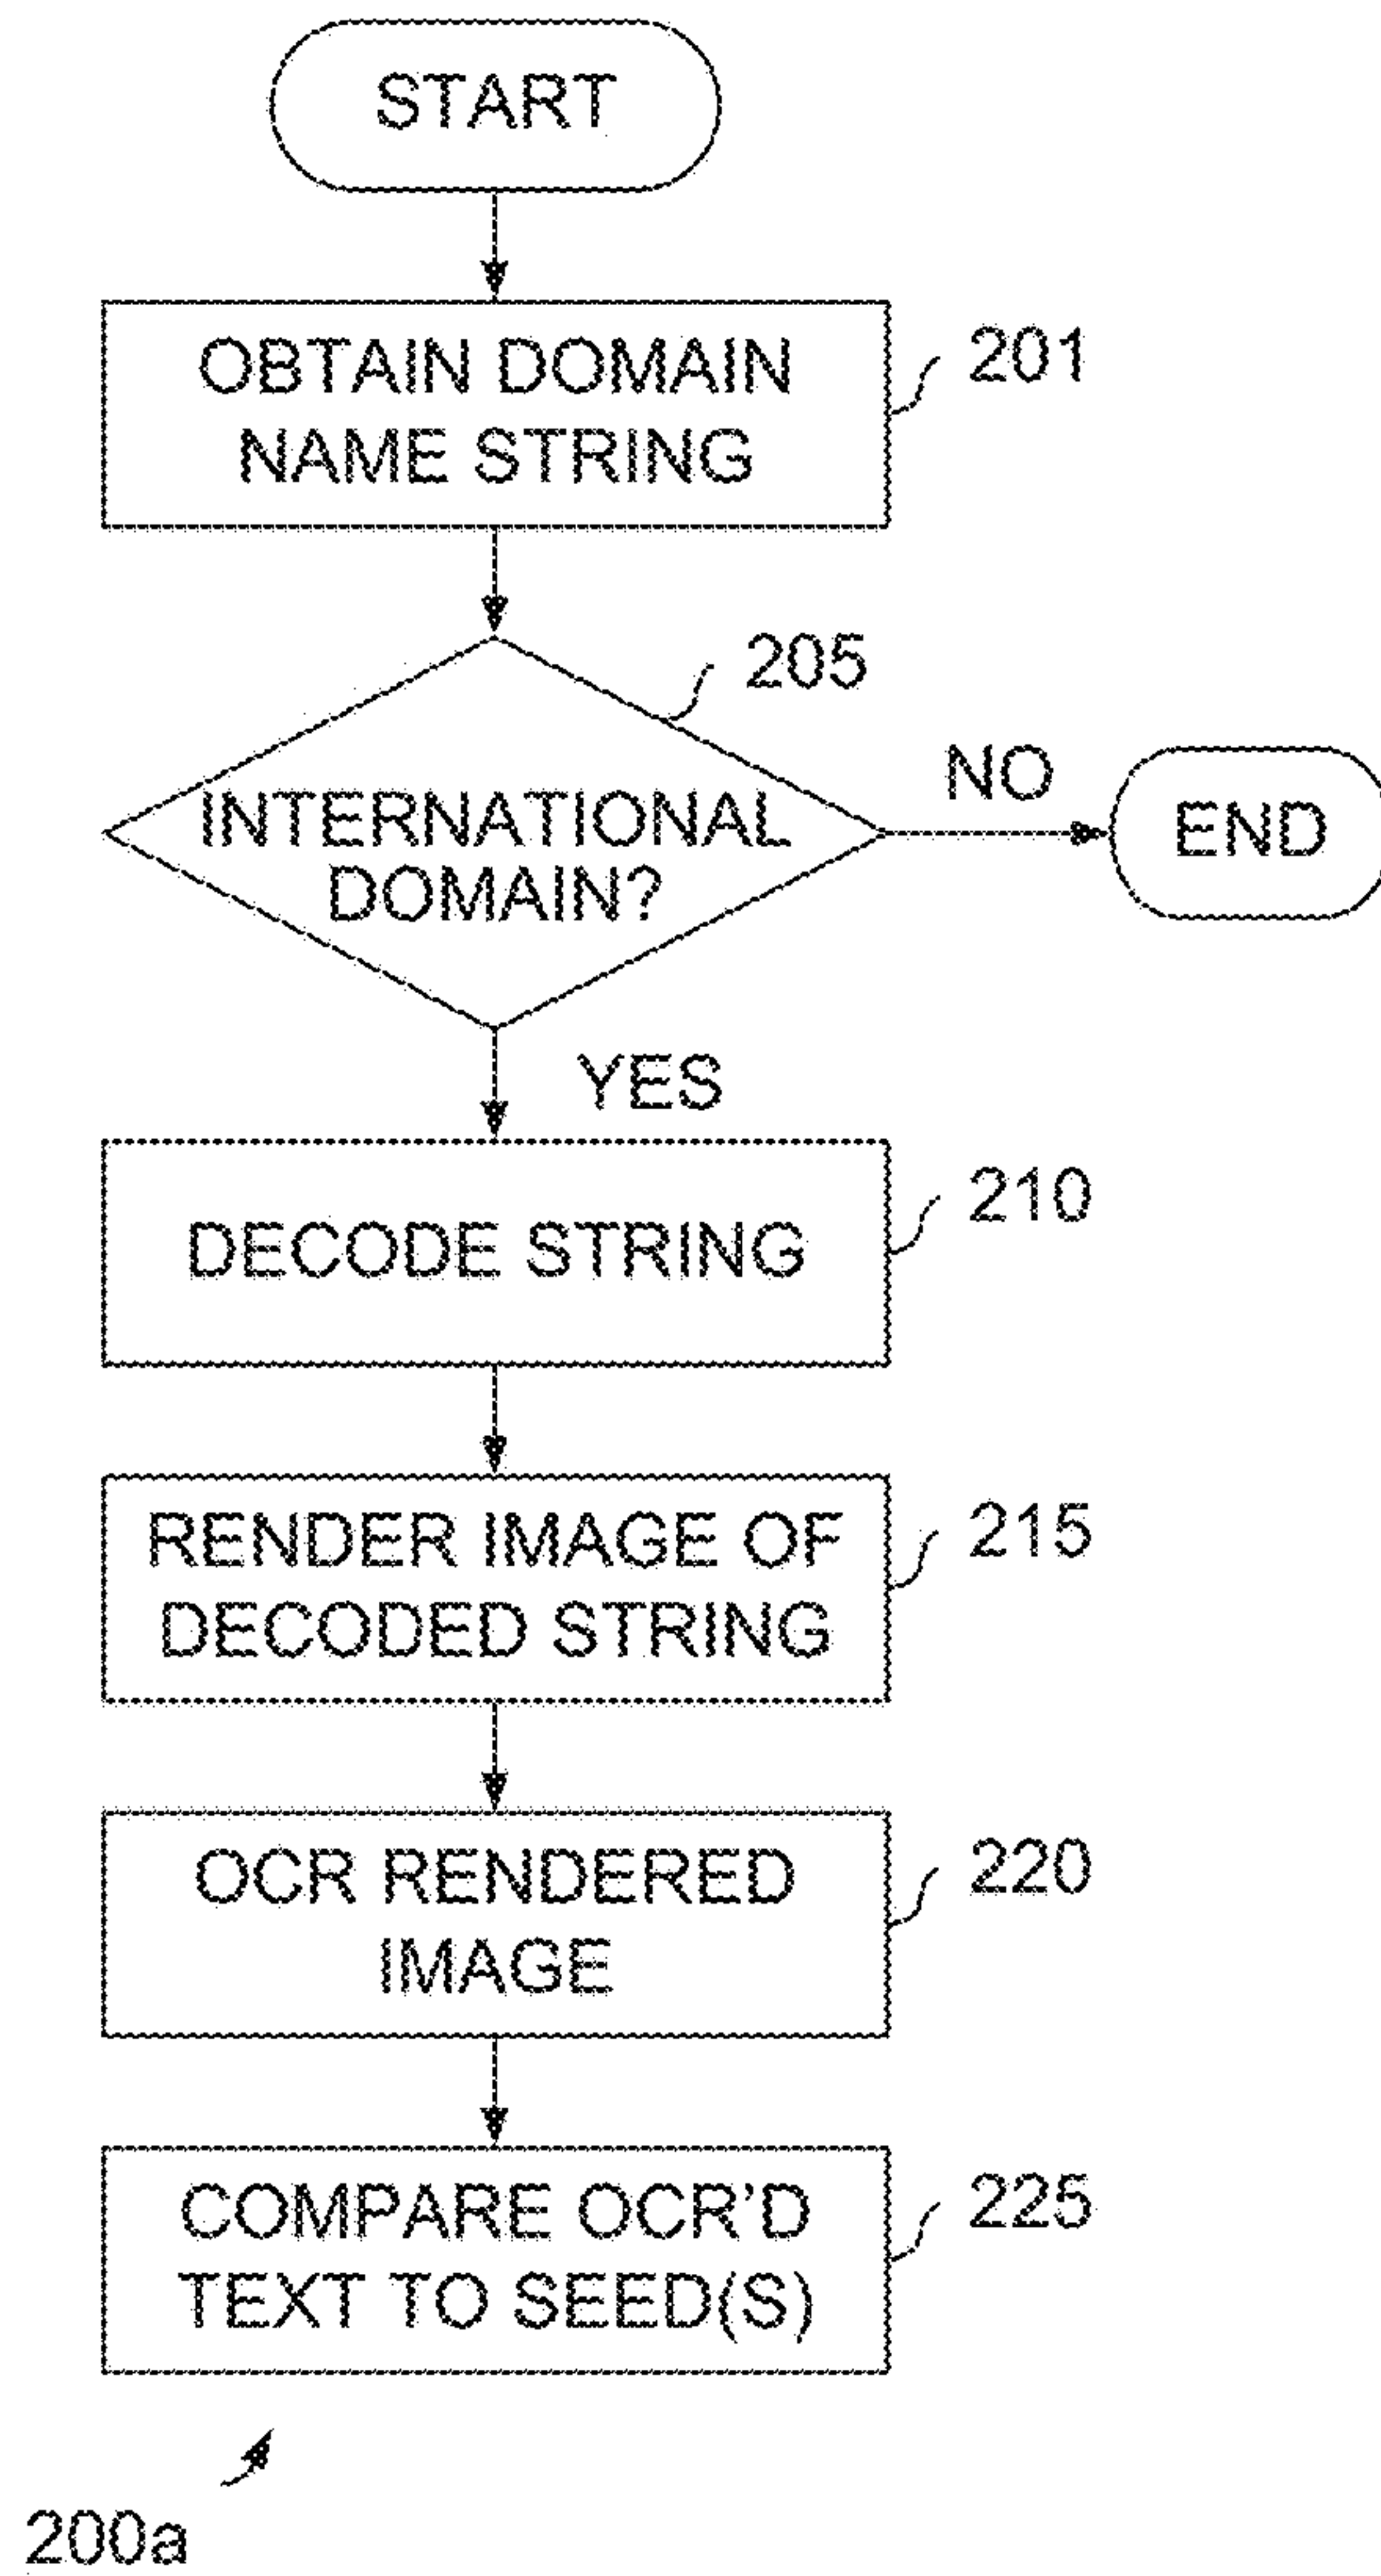 START
OBTAIN DOMAIN
NAME STRING
201
205
INTERNATIONAL
DOMAIN?
NO
END
YES
DECODE STRING
210
RENDER IMAGE OF
DECODED STRING
215
OCR RENDERED
IMAGE
220
COMPARE OCR'D
TEXT TO SEED(S)
225
200a